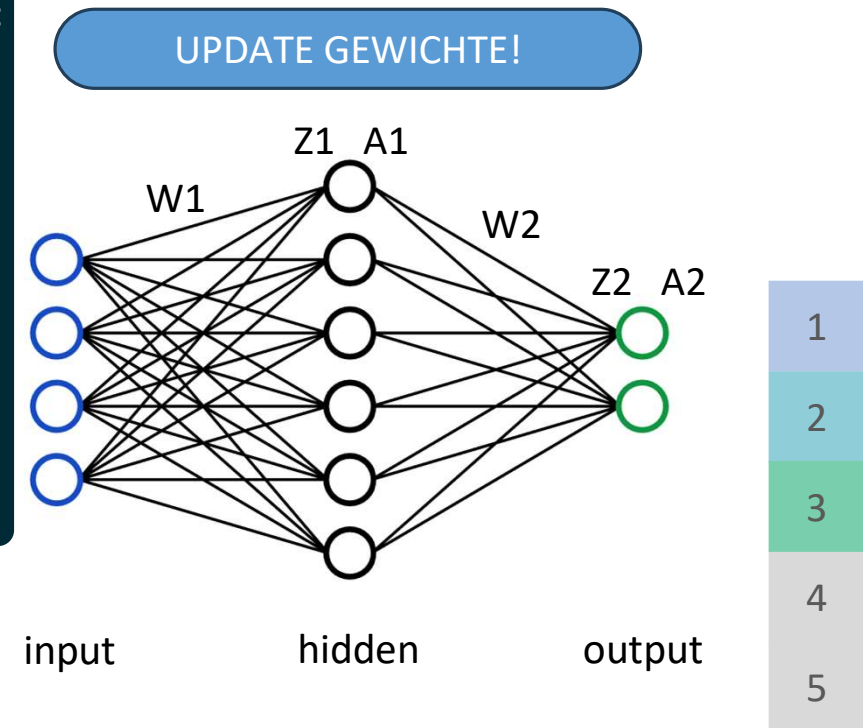 UPDATE GEWICHTE!
Z1 A1
W1
W2
Z2 A2
input
hidden
output
1
2
3
4
5